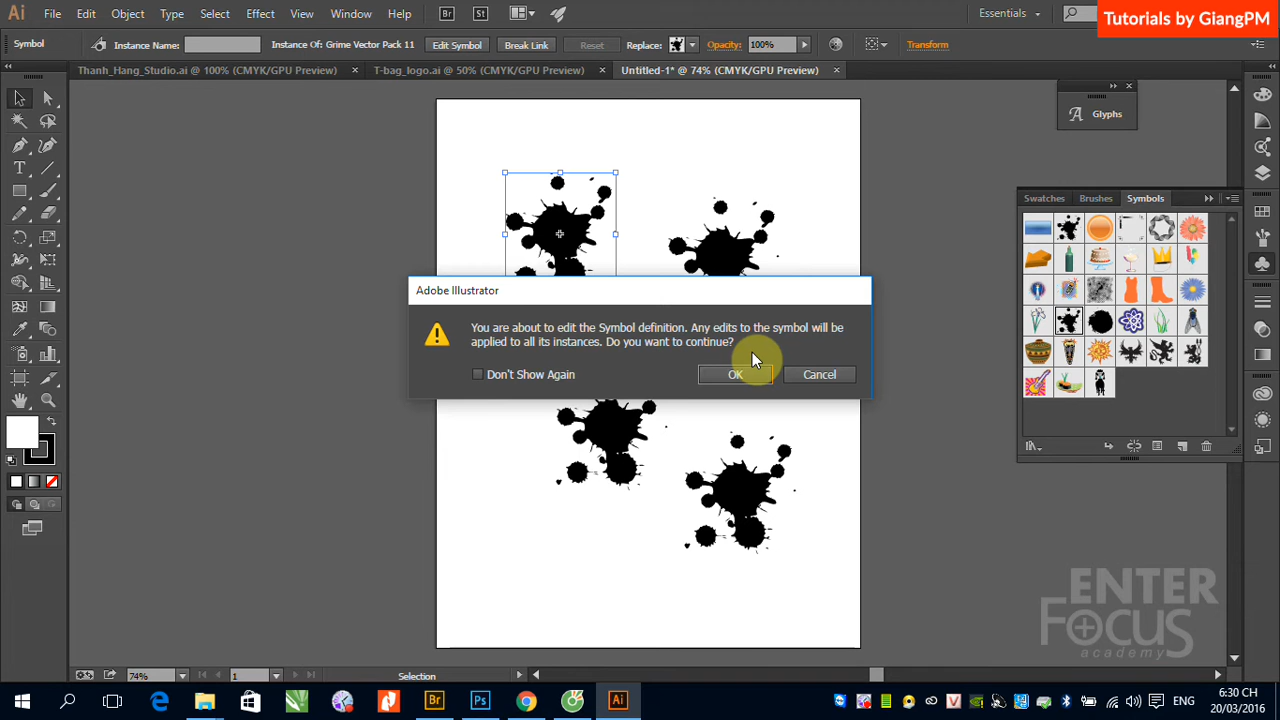 Ai File Edit Object Type Select Effect View Window Help Br St Essentials
Tutorials by GiangPM
Symbol Instance Name: Instance Of: Grime Vector Pack 11 Edit Symbol Break Link Reset Replace: Opacity: 100% Transform
Thanh_Hang_Studio.ai @ 100% (CMYK/GPU Preview) T-bag_logo.ai @ 50% (CMYK/GPU Preview) Untitled-1* @ 74% (CMYK/GPU Preview)
Glyphs
Swatches Brushes Symbols
Adobe Illustrator
You are about to edit the Symbol definition. Any edits to the symbol will be
applied to all its instances. Do you want to continue?
Don't Show Again OK Cancel
ENTER
FOCUS
academy
74% 1 Selection
Br Ps Ai ENG 6:30 CH
20/03/2016